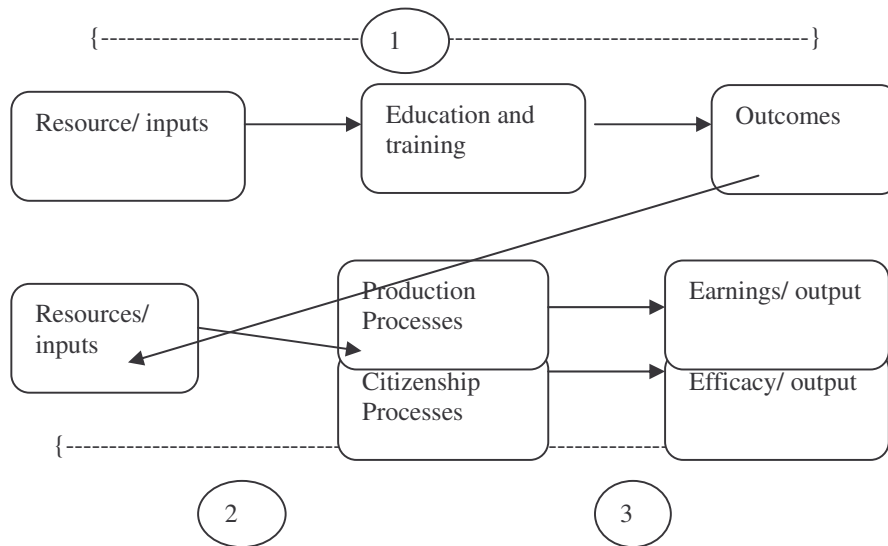 {---------------------------------------------------------------------------}
1
Resource/ inputs
Education and
training
Outcomes
Resources/
inputs
Production
Processes
Earnings/ output
Citizenship
Processes
Efficacy/ output
{---------------------------------------------------------------------------
2
3